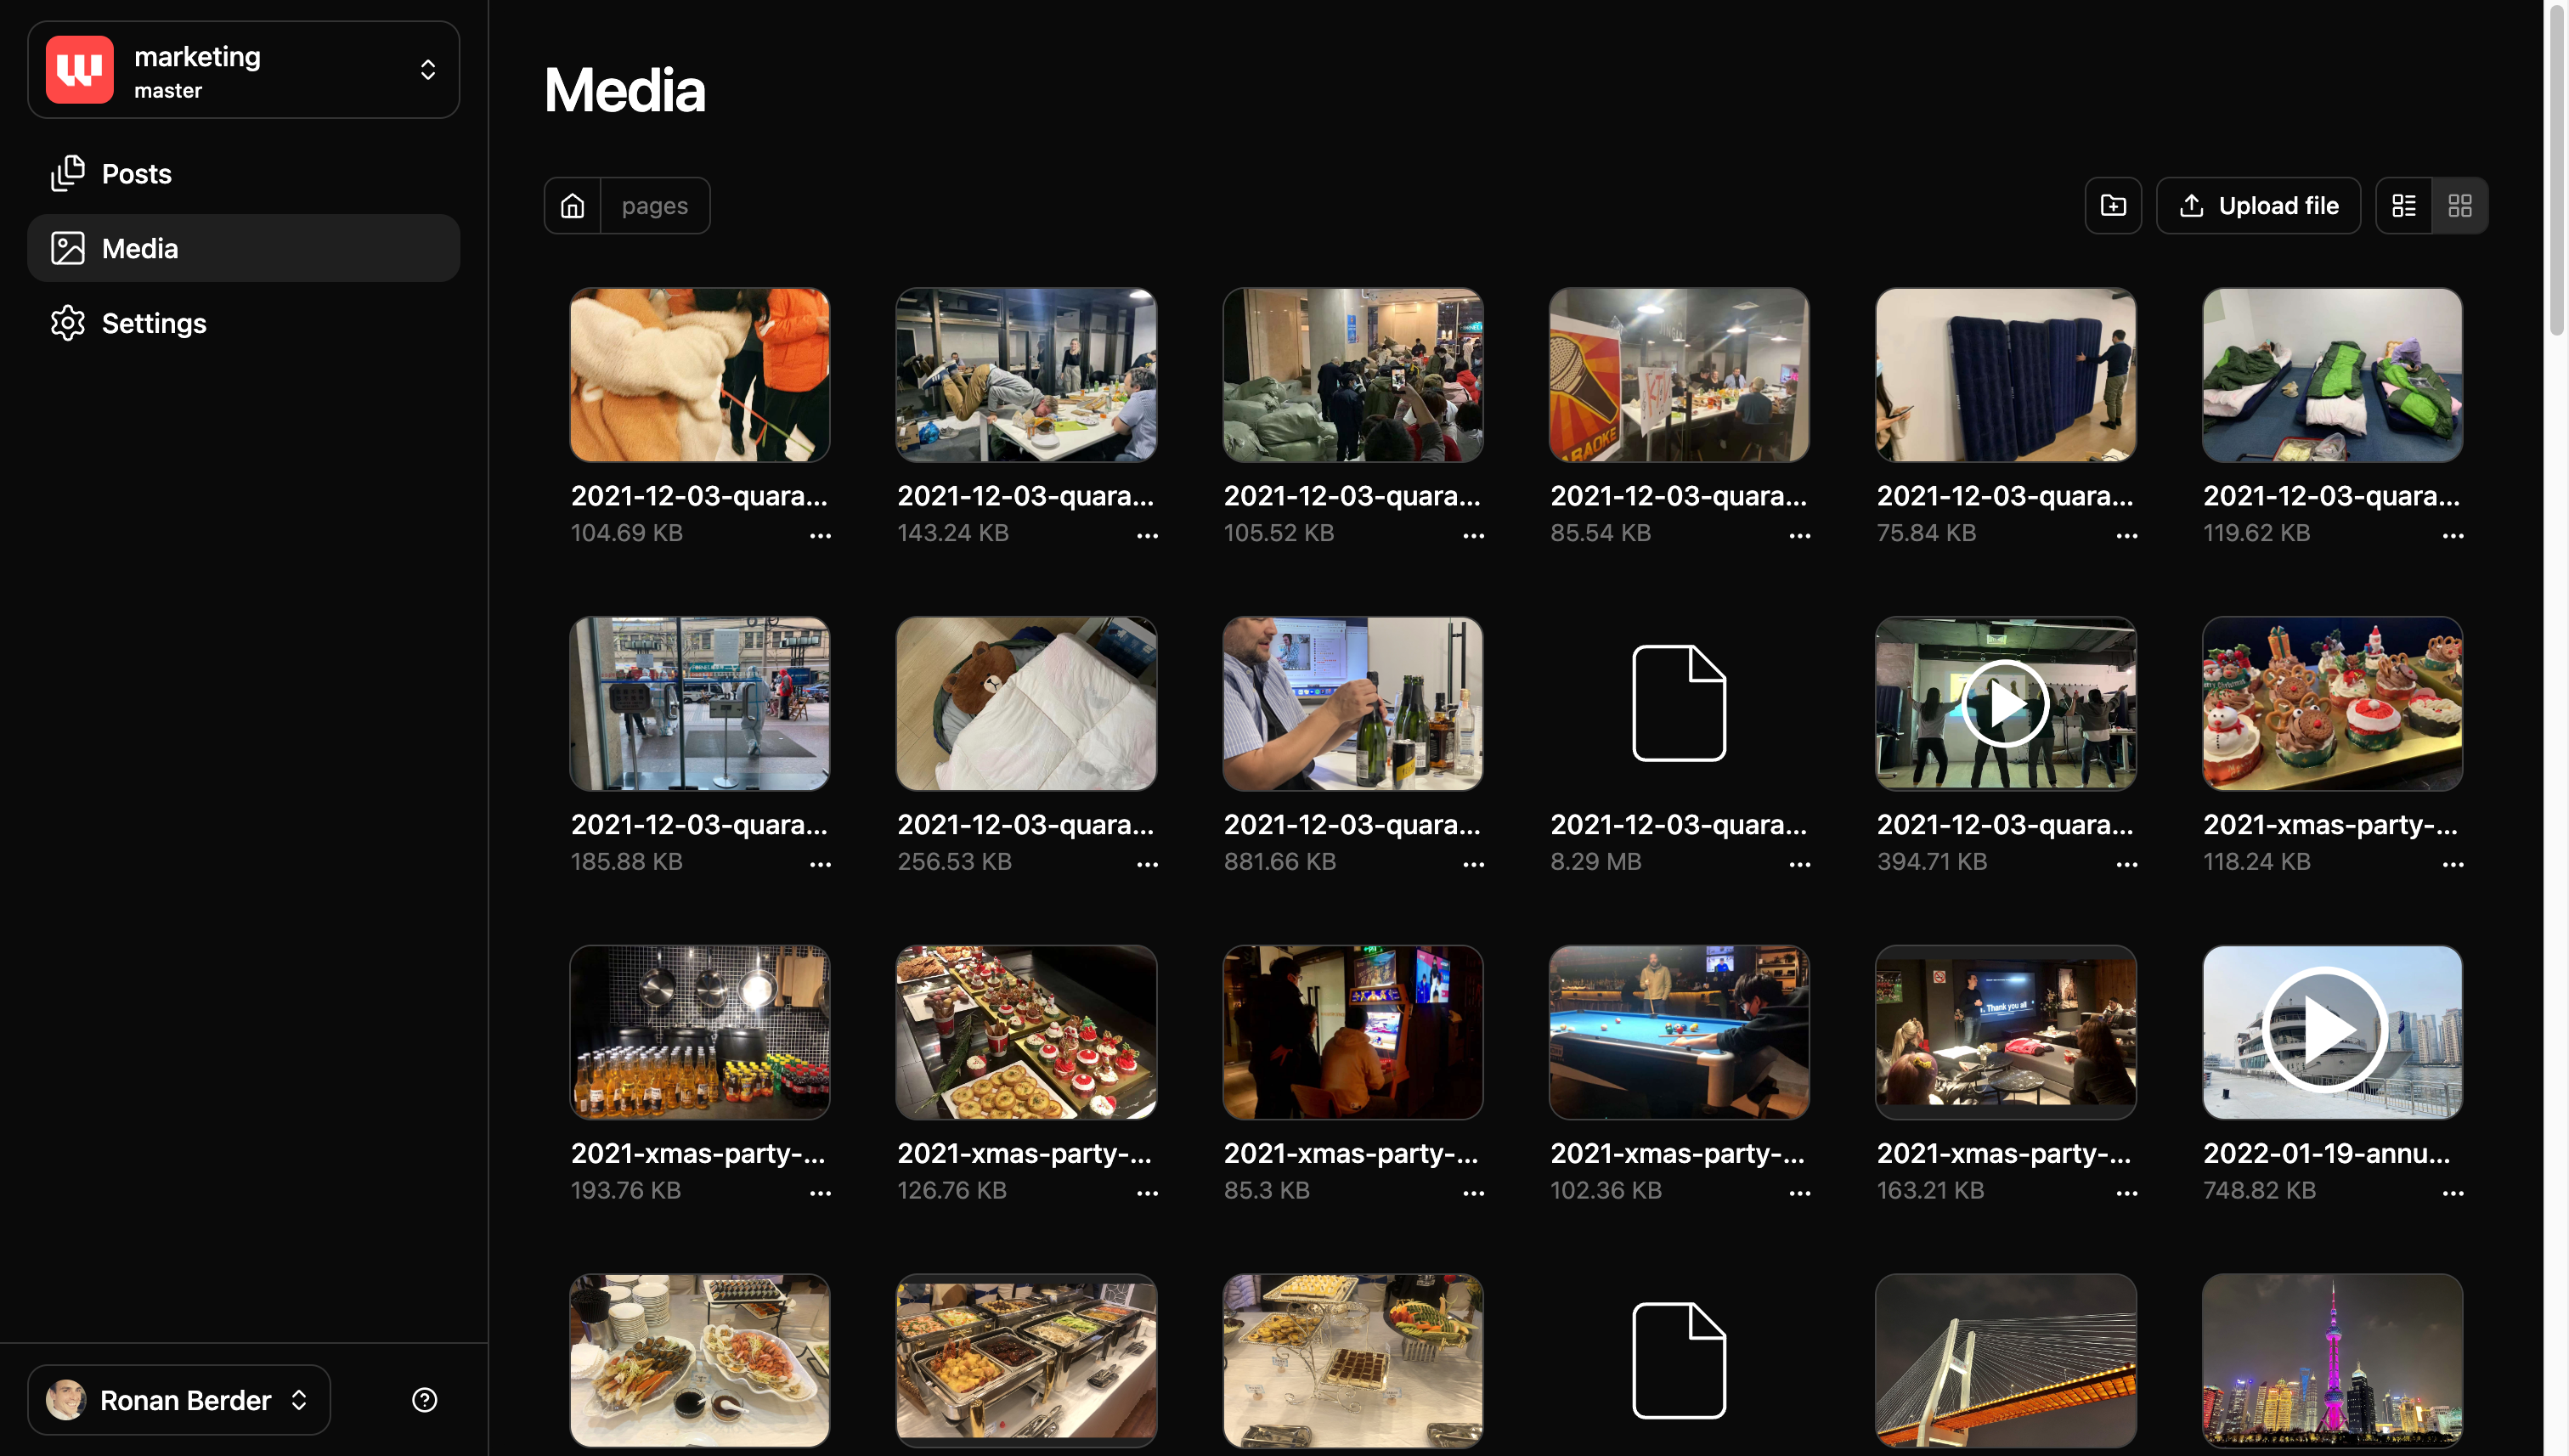 marketing
master
Posts
Media
Settings
Ronan Berder
Media
pages
Upload file
2021-12-03-quara...
104.69 KB
2021-12-03-quara...
143.24 KB
2021-12-03-quara...
105.52 KB
2021-12-03-quara...
85.54 KB
2021-12-03-quara...
75.84 KB
2021-12-03-quara...
119.62 KB
2021-12-03-quara...
185.88 KB
2021-12-03-quara...
256.53 KB
2021-12-03-quara...
881.66 KB
2021-12-03-quara...
8.29 MB
2021-12-03-quara...
394.71 KB
2021-xmas-party-...
118.24 KB
2021-xmas-party-...
193.76 KB
2021-xmas-party-...
126.76 KB
2021-xmas-party-...
85.3 KB
2021-xmas-party-...
102.36 KB
Thank you all
2021-xmas-party-...
163.21 KB
2022-01-19-annu...
748.82 KB